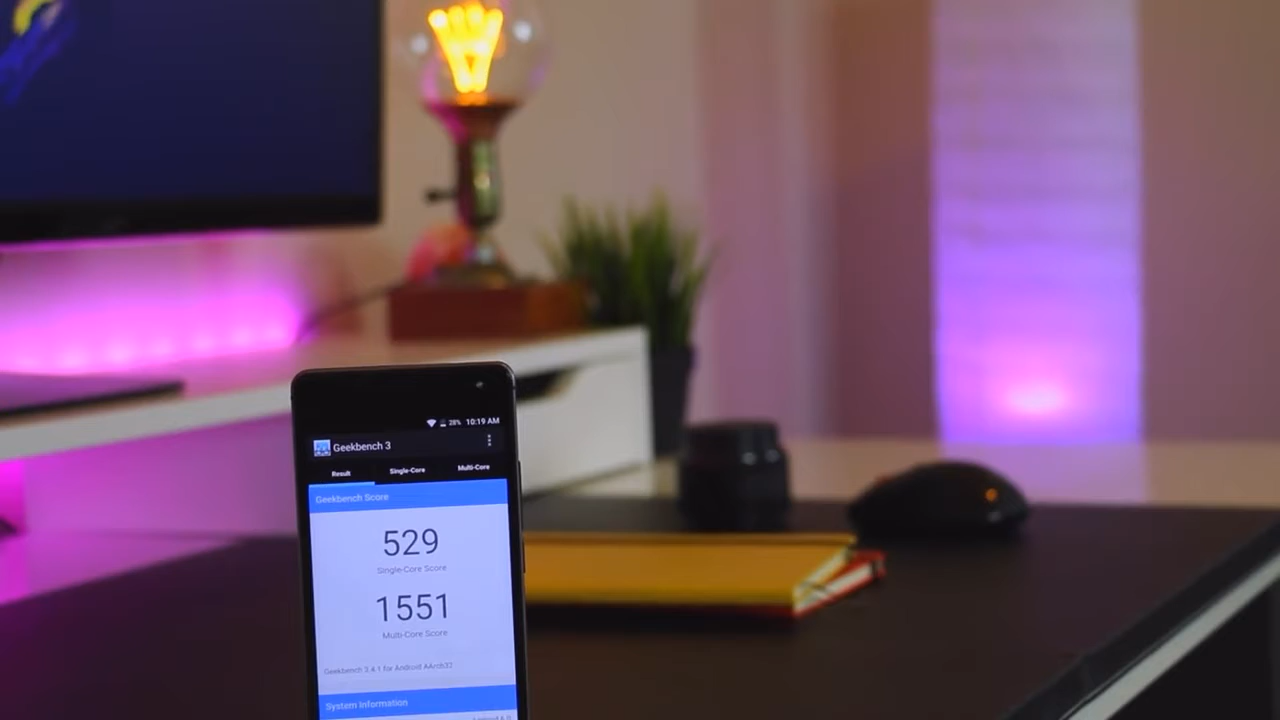 28% 10:19 AM
Geekbench 3
Result Single-Core Multi-Core
Geekbench Score
529
Single-Core Score
1551
Multi-Core Score
Geekbench 3.4.1 for Android AArch32
System Information